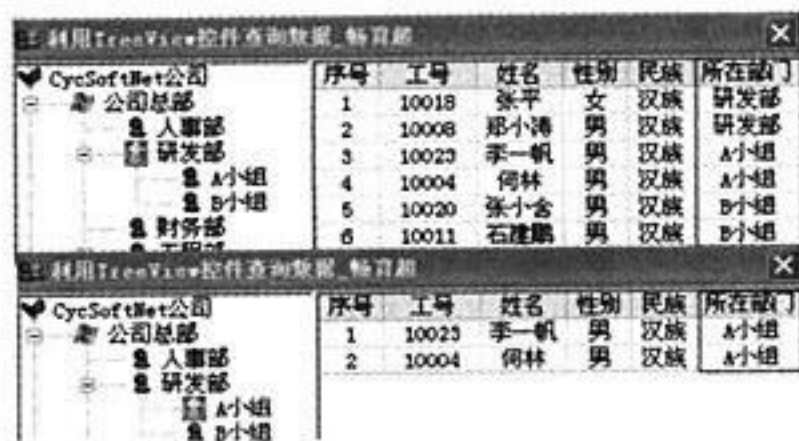 利用TreeView控件查询数据_畅育超
CycSoftNet公司
公司总部
人事部
研发部
A小组
B小组
财务部
工程部
序号 工号 姓名 性别 民族 所在部门
1 10018 张平 女 汉族 研发部
2 10008 郑小涛 男 汉族 研发部
3 10023 李一帆 男 汉族 A小组
4 10004 何林 男 汉族 A小组
5 10020 张小含 男 汉族 B小组
6 10011 石建鹏 男 汉族 B小组
利用TreeView控件查询数据_畅育超
CycSoftNet公司
公司总部
人事部
研发部
A小组
B小组
序号 工号 姓名 性别 民族 所在部门
1 10023 李一帆 男 汉族 A小组
2 10004 何林 男 汉族 A小组